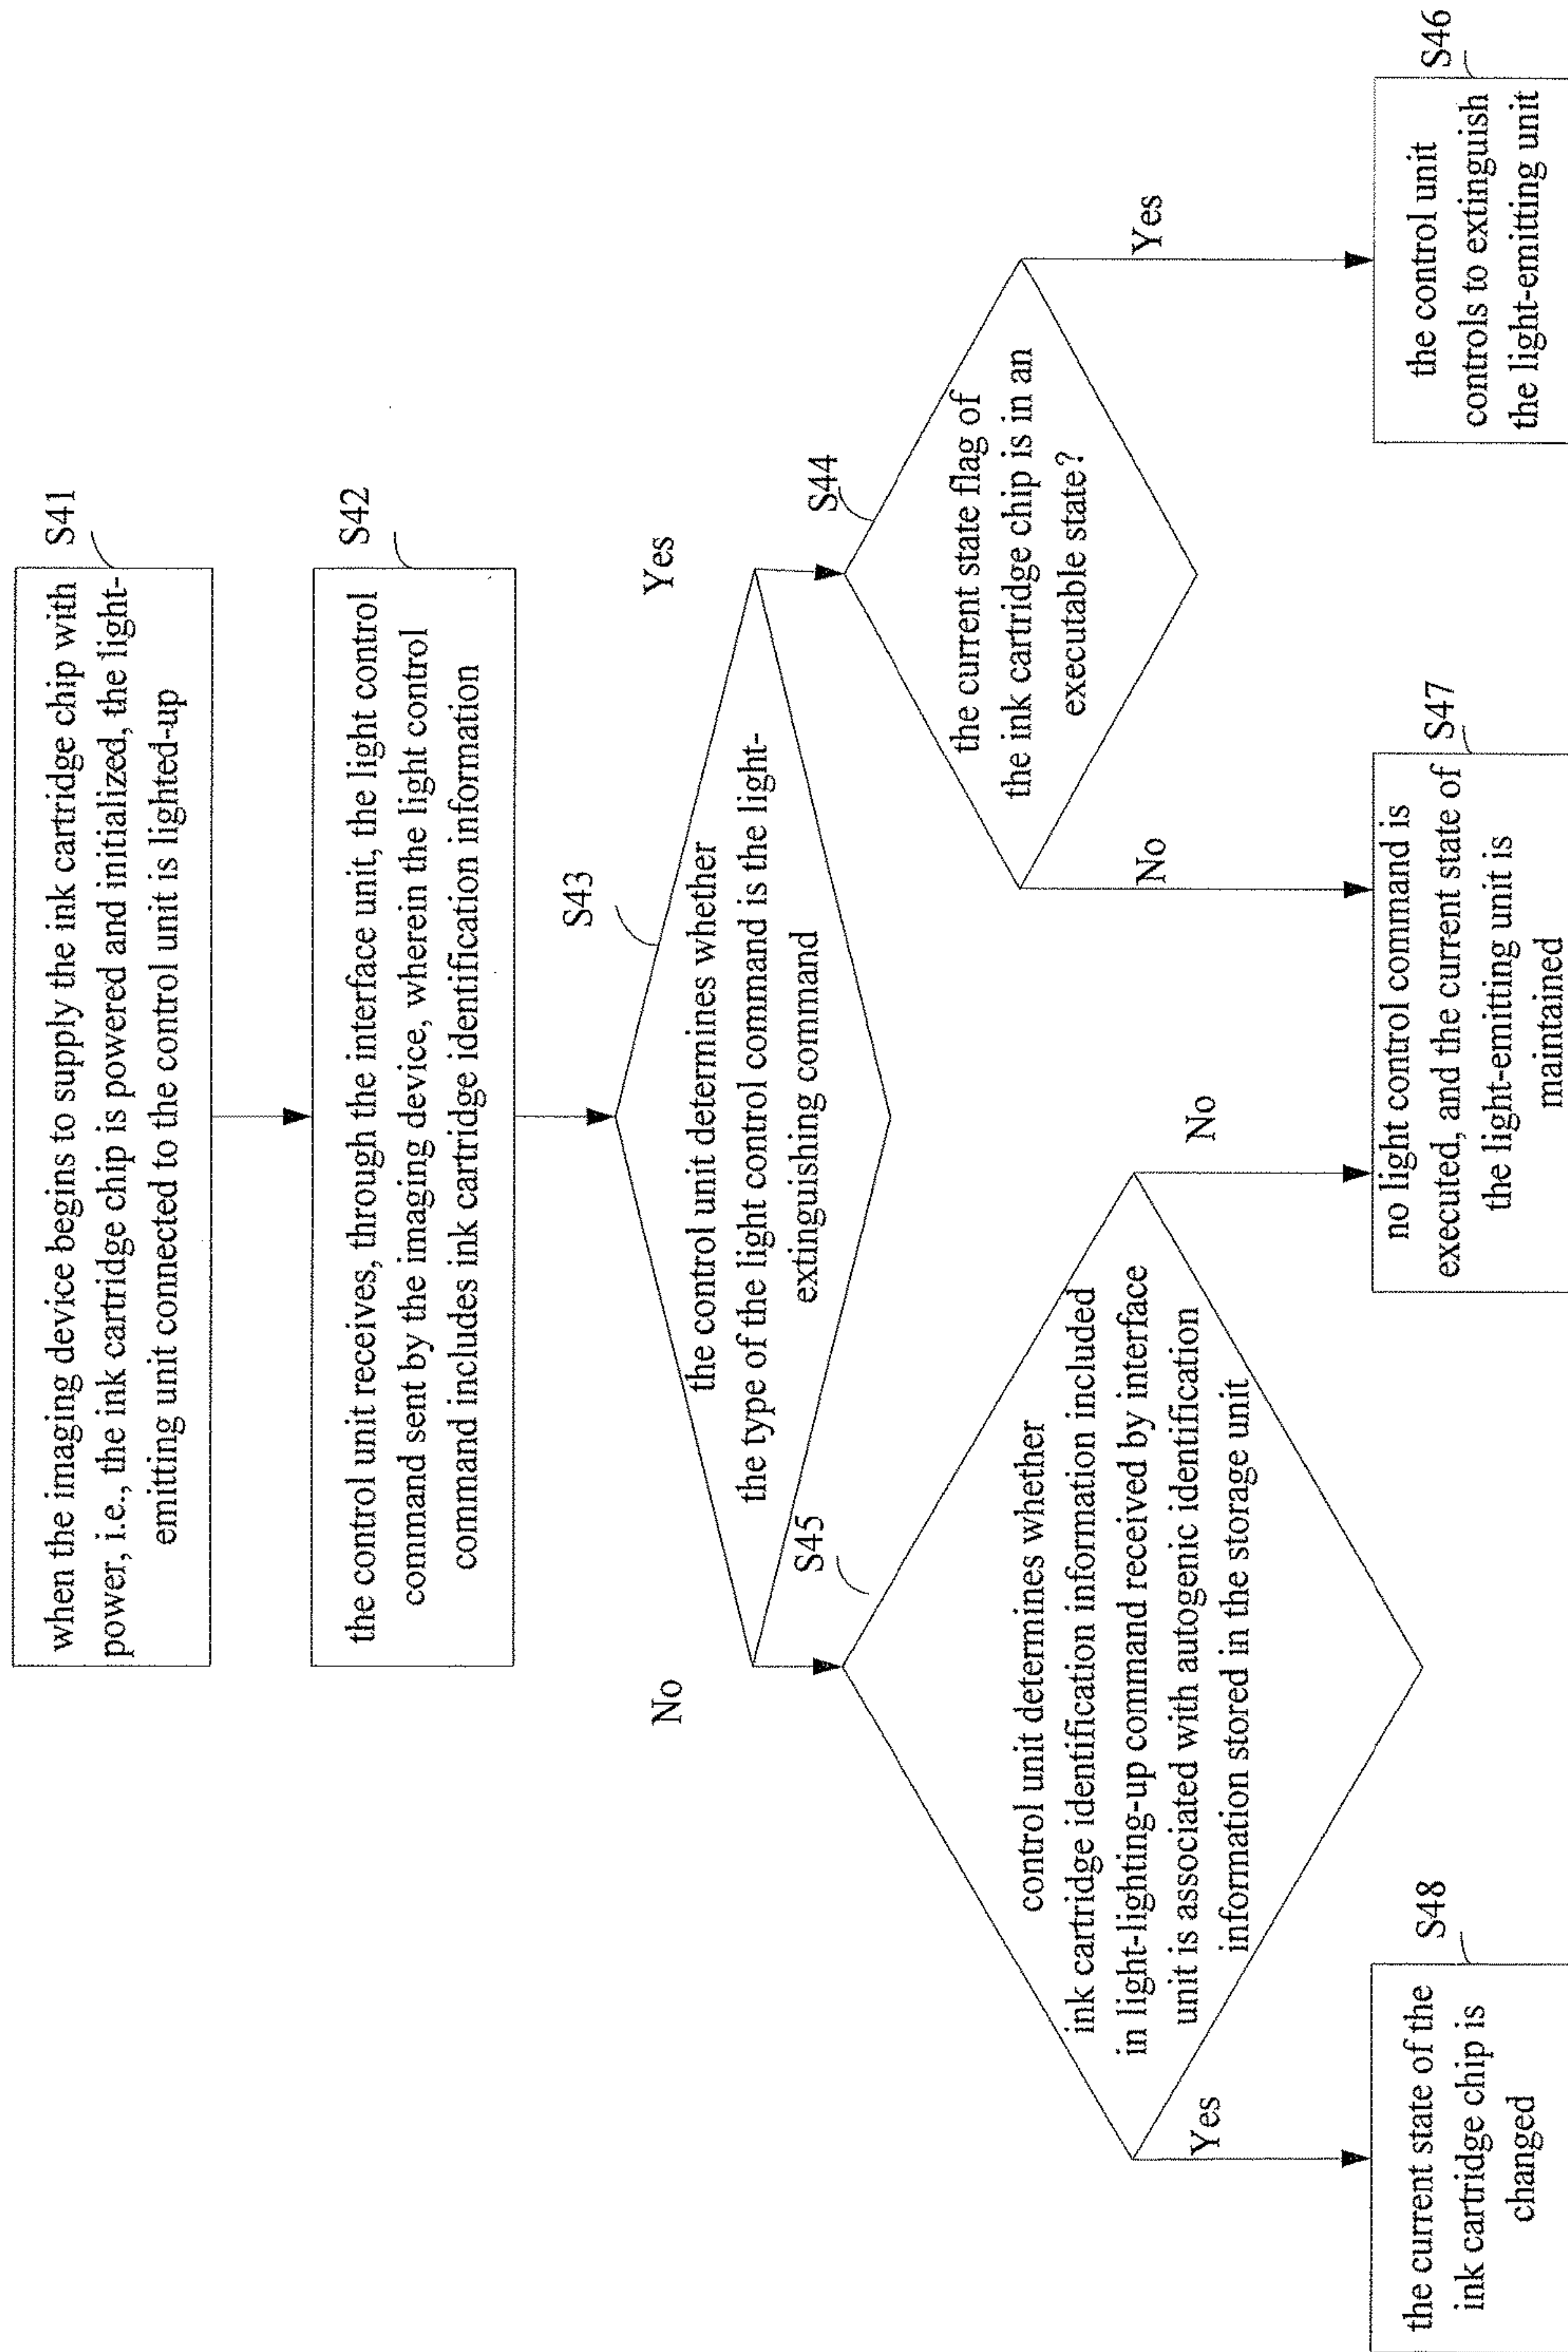 when the imaging device begins to supply the ink cartridge chip with
power, i.e., the ink cartridge chip is powered and initialized, the light-
emitting unit connected to the control unit is lighted-up
S41
the control unit receives, through the interface unit, the light control
command sent by the imaging device, wherein the light control
command includes ink cartridge identification information
S42
S43
the control unit determines whether
the type of the light control command is the light-
extinguishing command
No
Yes
S45
control unit determines whether
ink cartridge identification information included
in light-lighting-up command received by interface
unit is associated with autogenic identification
information stored in the storage unit
S44
the current state flag of
the ink cartridge chip is in an
executable state?
Yes
No
No
Yes
the current state of the
ink cartridge chip is
changed
S48
no light control command is
executed, and the current state of
the light-emitting unit is
maintained
S47
the control unit
controls to extinguish
the light-emitting unit
S46